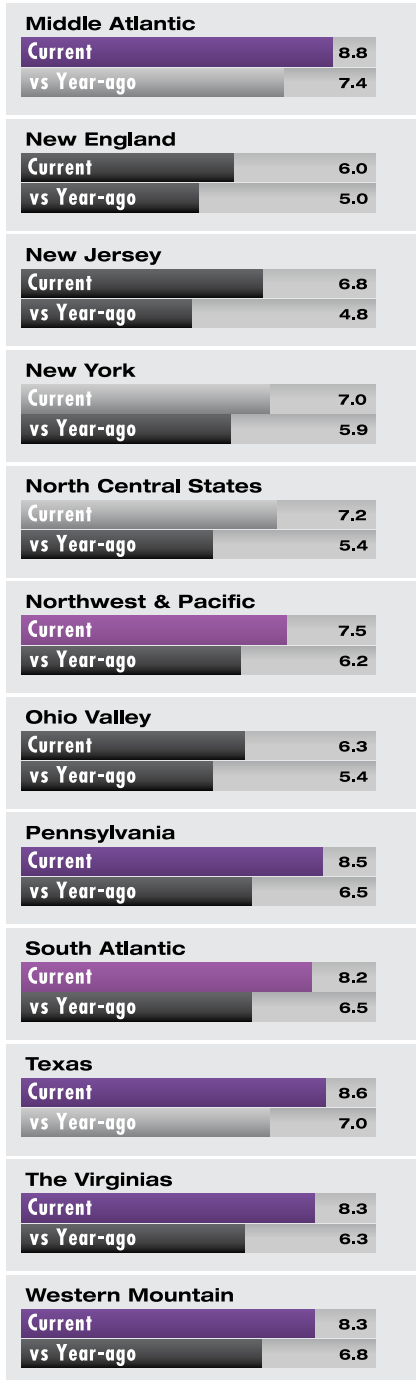 Middle Atlantic
Current 8.8
vs Year-ago 7.4
New England
Current 6.0
vs Year-ago 5.0
New Jersey
Current 6.8
vs Year-ago 4.8
New York
Current 7.0
vs Year-ago 5.9
North Central States
Current 7.2
vs Year-ago 5.4
Northwest & Pacific
Current 7.5
vs Year-ago 6.2
Ohio Valley
Current 6.3
vs Year-ago 5.4
Pennsylvania
Current 8.5
vs Year-ago 6.5
South Atlantic
Current 8.2
vs Year-ago 6.5
Texas
Current 8.6
vs Year-ago 7.0
The Virginias
Current 8.3
vs Year-ago 6.3
Western Mountain
Current 8.3
vs Year-ago 6.8